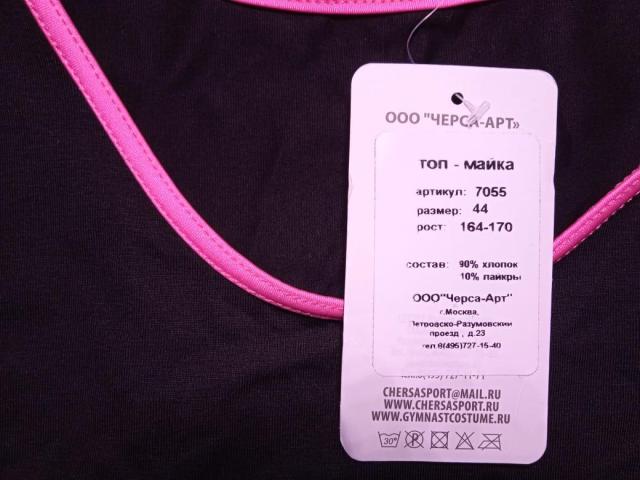 ООО "ЧЕРСА-АРТ»
топ - майка
артикул: 7055
размер: 44
рост: 164-170
состав: 90% хлопок
10% лайкры
ООО"Черса-Арт"
г.Москва,
Петровско-Разумовский
проезд , д.23
тел.8(495)727-15-40
CHERSASPORT@MAIL.RU
WWW.CHERSASPORT.RU
WWW.GYMNASTCOSTUME.RU
30°